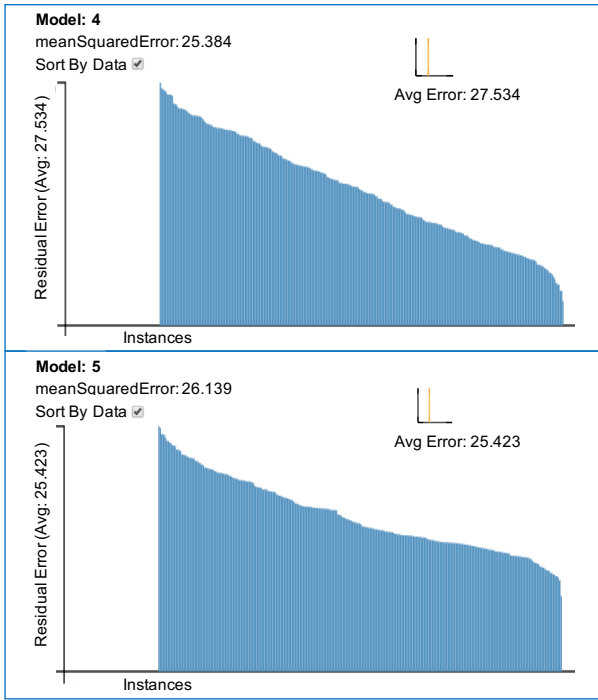 Model: 4
meanSquaredError: 25.384
Sort By Data
Avg Error: 27.534
Residual Error (Avg: 27.534)
Instances
Model: 5
meanSquaredError: 26.139
Sort By Data
Avg Error: 25.423
Residual Error (Avg: 25.423)
Instances